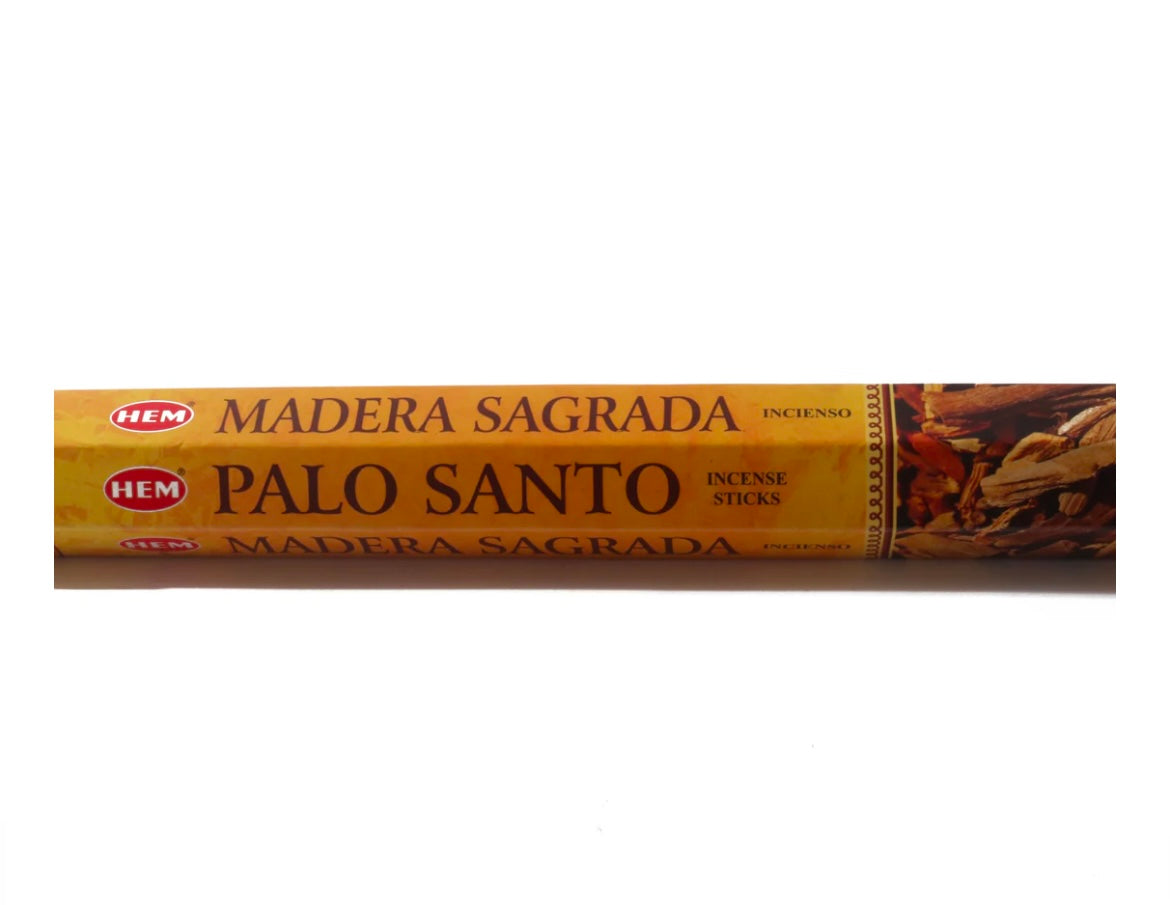 HEM® MADERA SAGRADA INCIENSO
HEM® PALO SANTO INCENSE STICKS
HEM MADERA SAGRADA INCIENSO